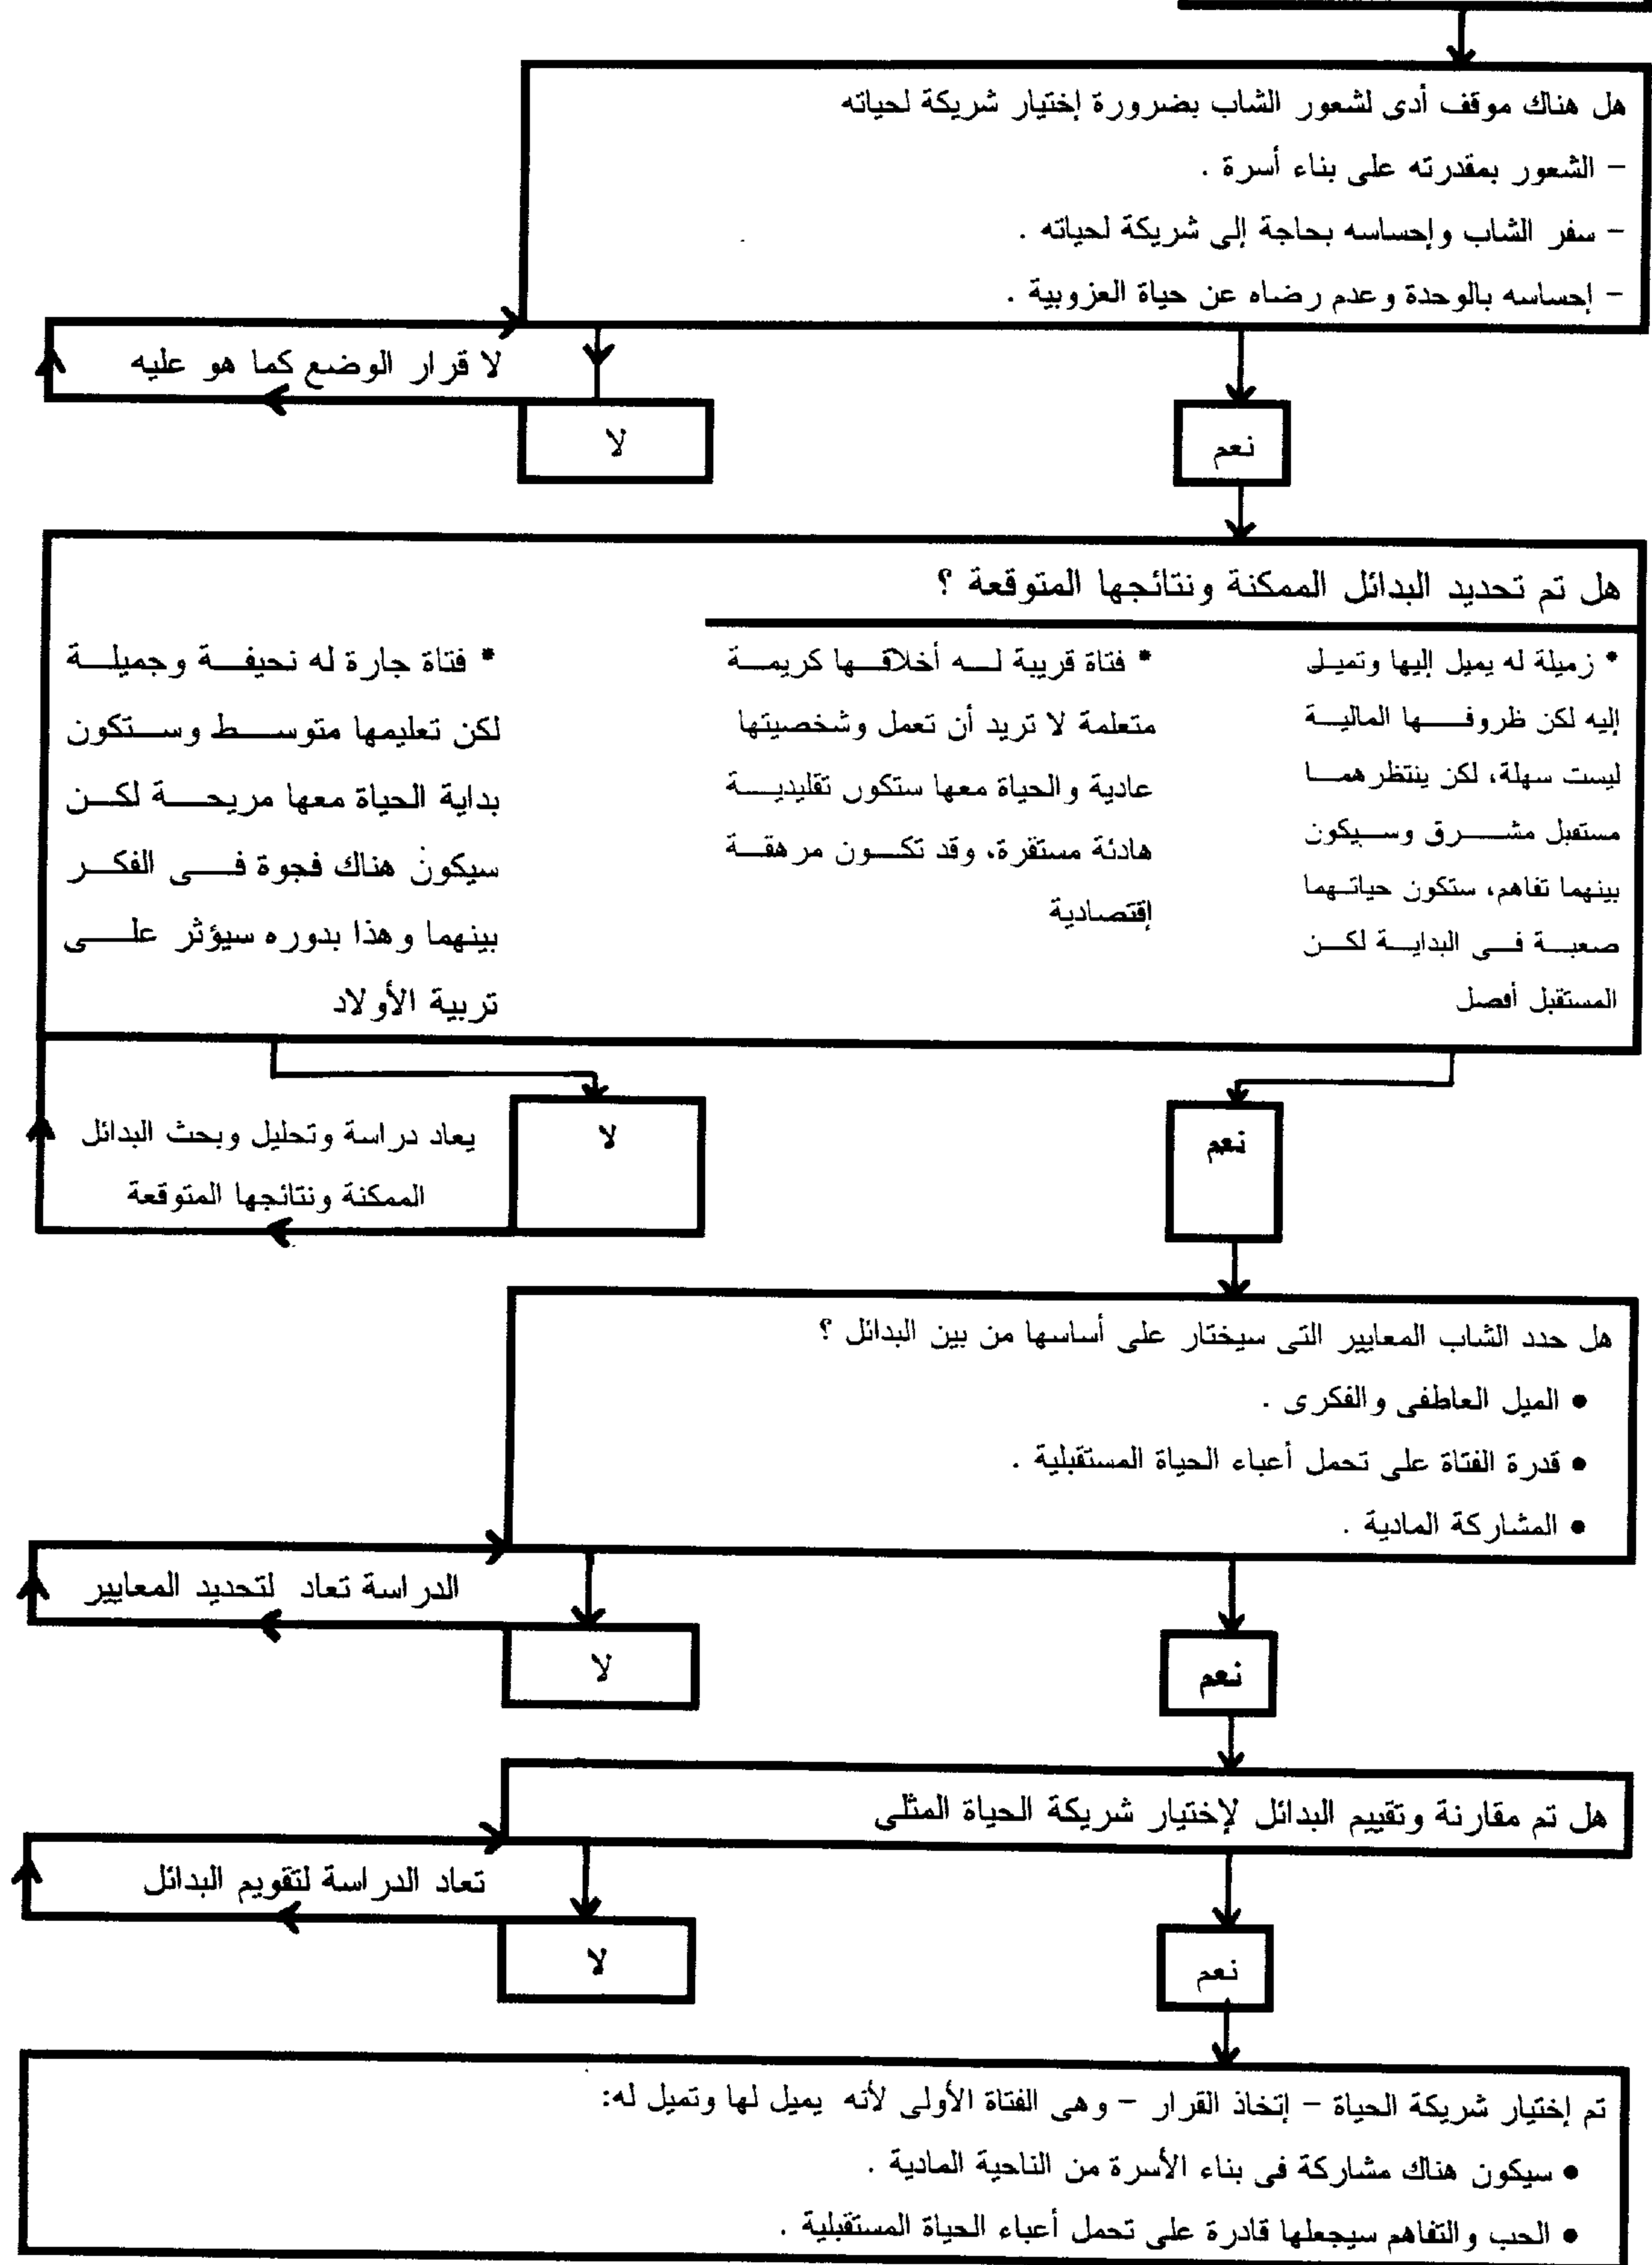 هل هناك موقف أدى لشعور الشاب بضرورة إختيار شريكة لحياته
– الشعور بمقدرته على بناء أسرة .
– سفر الشاب وإحساسه بحاجة إلى شريكة لحياته .
– إحساسه بالوحدة وعدم رضاه عن حياة العزوبية .
لا قرار الوضع كما هو عليه
نعم
لا
هل تم تحديد البدائل الممكنة ونتائجها المتوقعة ؟
* زميلة له يميل إليها وتميل
إليه لكن ظروفها المالية
ليست سهلة، لكن ينتظرهما
مستقبل مشرق وسيكون
بينهما تفاهم، ستكون حياتهما
صعبة فى البداية لكن
المستقبل أفصل
* فتاة قريبة له أخلاقها كريمة
متعلمة لا تريد أن تعمل وشخصيتها
عادية والحياة معها ستكون تقليدية
هادئة مستقرة، وقد تكون مرهقة
إقتصادية
* فتاة جارة له نحيفة وجميلة
لكن تعليمها متوسط وستكون
بداية الحياة معها مريحة لكن
سيكون هناك فجوة فى الفكر
بينهما وهذا بدوره سيؤثر على
تربية الأولاد
نعم
لا
يعاد دراسة وتحليل وبحث البدائل
الممكنة ونتائجها المتوقعة
هل حدد الشاب المعايير التى سيختار على أساسها من بين البدائل ؟
• الميل العاطفى والفكرى .
• قدرة الفتاة على تحمل أعباء الحياة المستقبلية .
• المشاركة المادية .
الدراسة تعاد لتحديد المعايير
نعم
لا
هل تم مقارنة وتقييم البدائل لإختيار شريكة الحياة المثلى
تعاد الدراسة لتقويم البدائل
نعم
لا
تم إختيار شريكة الحياة – إتخاذ القرار – وهى الفتاة الأولى لأنه يميل لها وتميل له:
• سيكون هناك مشاركة فى بناء الأسرة من الناحية المادية .
• الحب والتفاهم سيجعلها قادرة على تحمل أعباء الحياة المستقبلية .